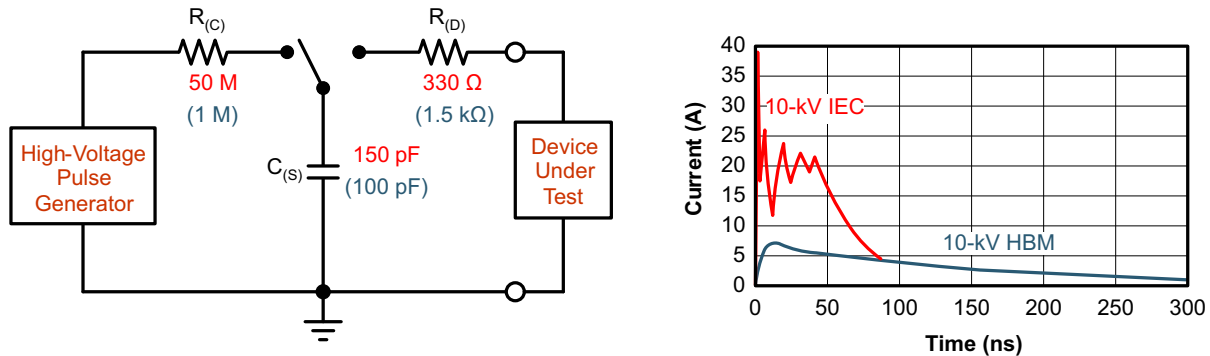 R(C)
R(D)
50 M
(1 M)
330 Ω
(1.5 kΩ)
High-Voltage
Pulse
Generator
C(S)
150 pF
(100 pF)
Device
Under
Test
40
35
30
25
20
15
10
5
0
Current (A)
10-kV IEC
10-kV HBM
0
50
100
150
200
250
300
Time (ns)